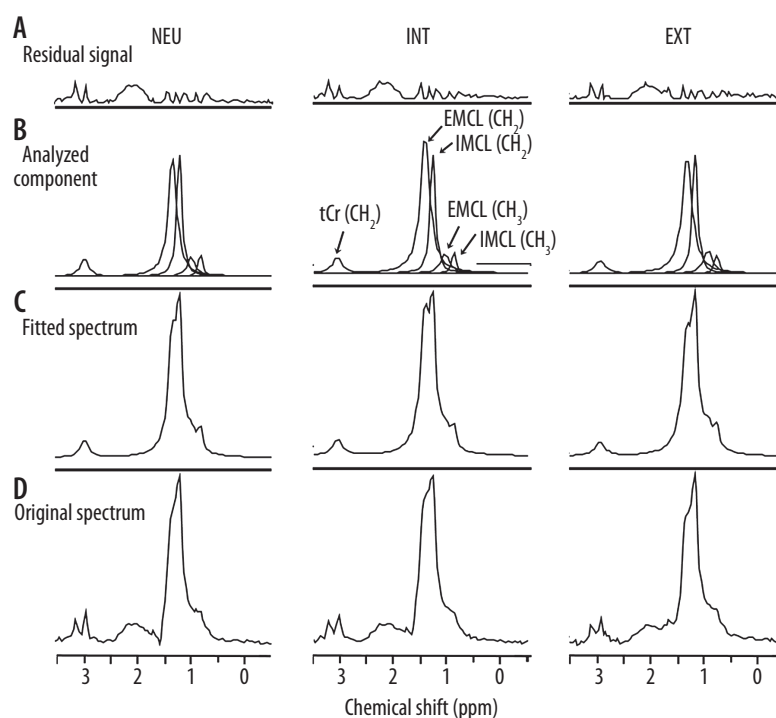 A
NEU
INT
EXT
Residual signal
B
Analyzed
component
EMCL (CH2)
IMCL (CH2)
tCr (CH2)
EMCL (CH3)
IMCL (CH3)
C
Fitted spectrum
D
Original spectrum
3 2 1 0
3 2 1 0
3 2 1 0
Chemical shift (ppm)